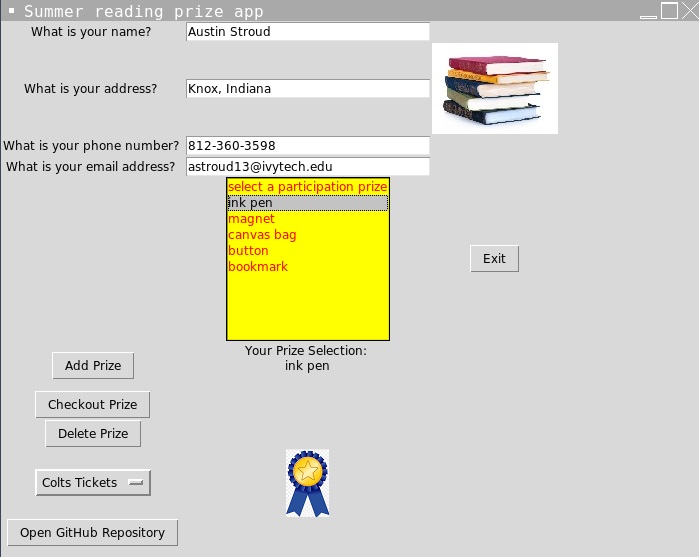 Summer reading prize app
What is your name? Austin Stroud
What is your address? Knox, Indiana
What is your phone number? 812-360-3598
What is your email address? astroud13@ivytech.edu
select a participation prize
ink pen
magnet
canvas bag
button
bookmark
Exit
Your Prize Selection:
ink pen
Add Prize
Checkout Prize
Delete Prize
Colts Tickets
Open GitHub Repository